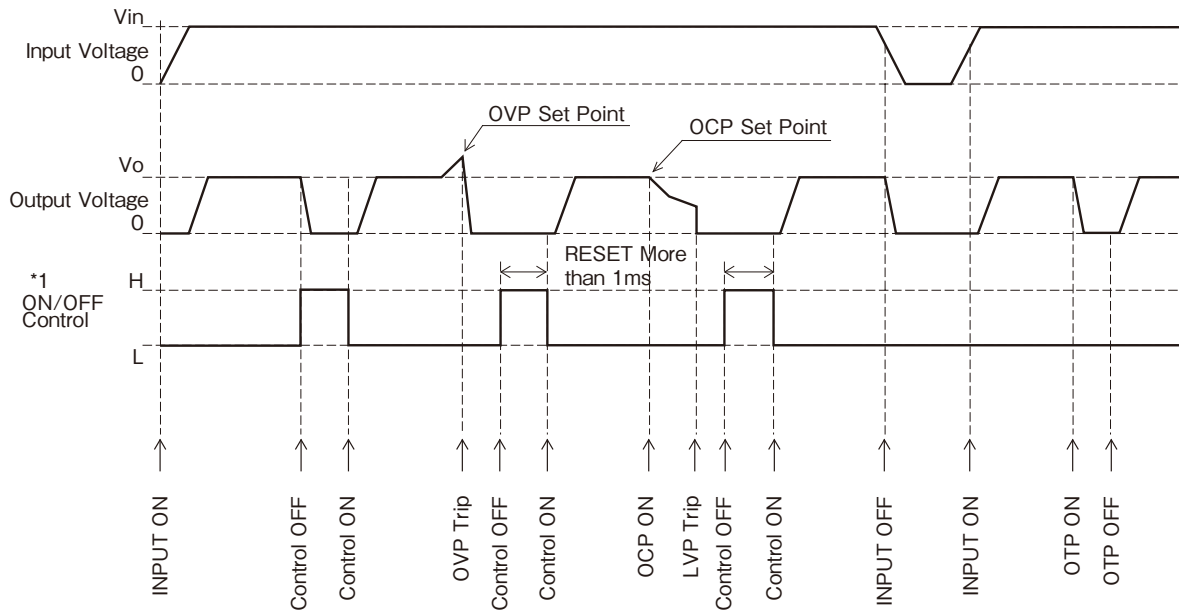 Vin
Input Voltage
0
OVP Set Point
OCP Set Point
Vo
Output Voltage
0
RESET More
than 1ms
*1
H
ON/OFF
Control
L
INPUT ON
Control OFF
Control ON
OVP Trip
Control OFF
Control ON
OCP ON
LVP Trip
Control OFF
Control ON
INPUT OFF
INPUT ON
OTP ON
OTP OFF